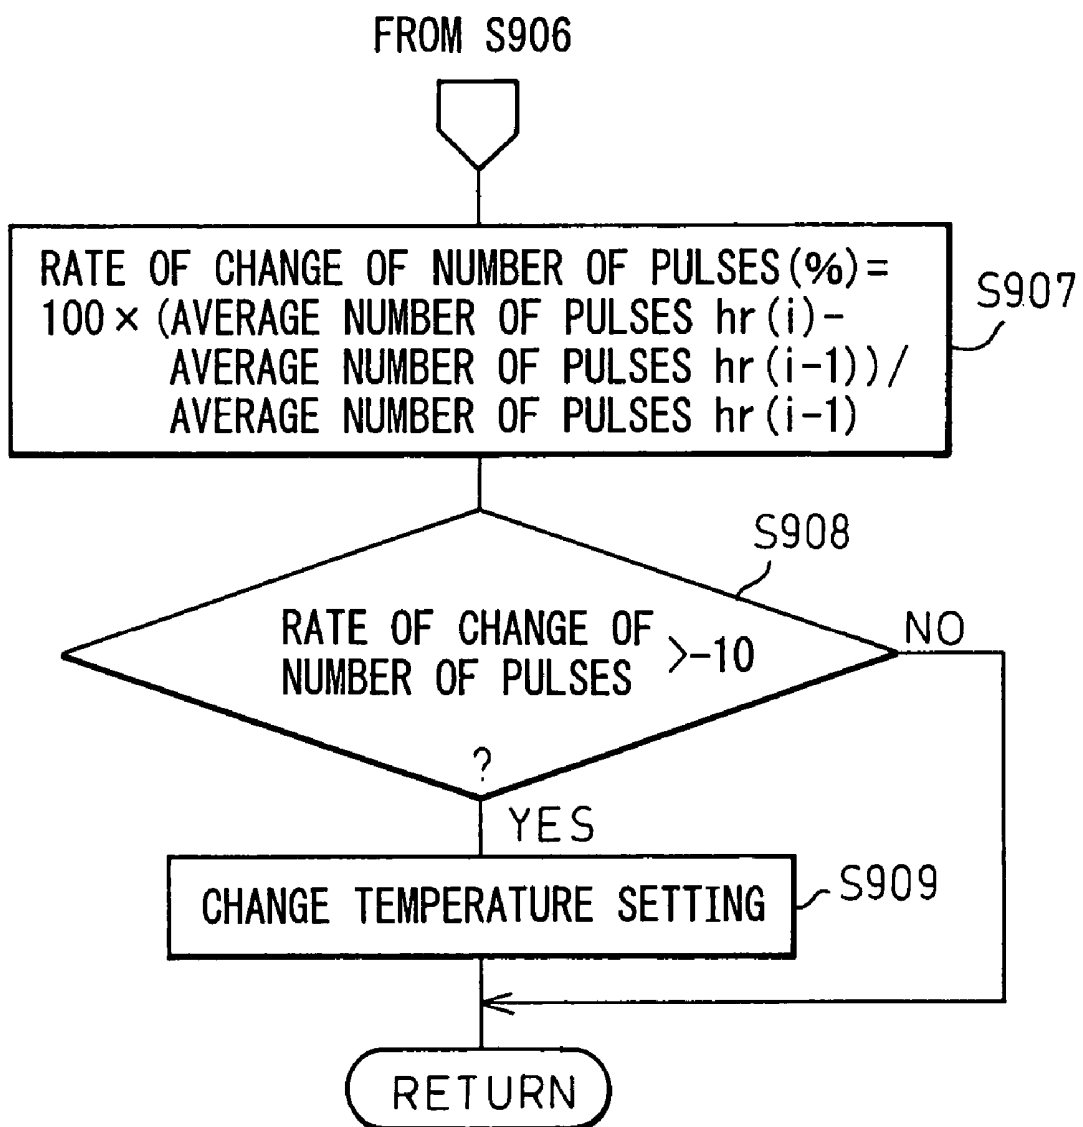 FROM S906
RATE OF CHANGE OF NUMBER OF PULSES(%)=
100×(AVERAGE NUMBER OF PULSES hr(i)-
AVERAGE NUMBER OF PULSES hr(i-1))/
AVERAGE NUMBER OF PULSES hr(i-1)
S907
S908
RATE OF CHANGE OF
NUMBER OF PULSES >-10
?
NO
YES
CHANGE TEMPERATURE SETTING
S909
RETURN